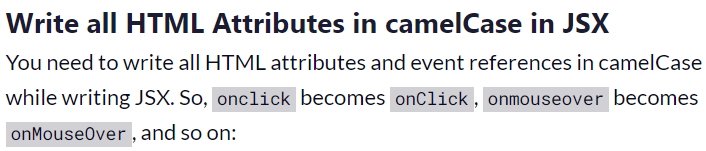 Write all HTML Attributes in camelCase in JSX
You need to write all HTML attributes and event references in camelCase
while writing JSX. So, onclick becomes onClick, onmouseover becomes
onMouseOver, and so on: